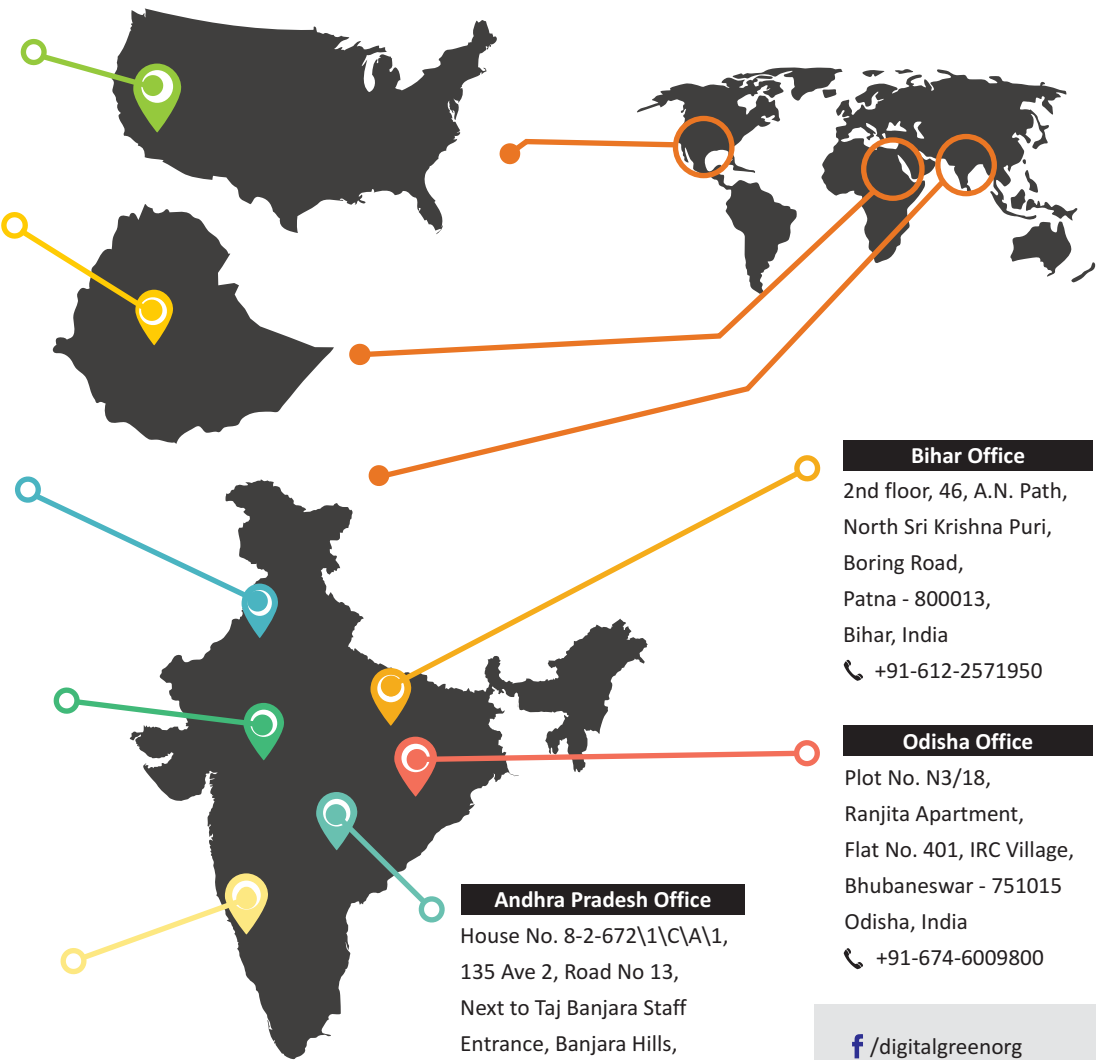 Bihar Office
2nd floor, 46, A.N. Path,
North Sri Krishna Puri,
Boring Road,
Patna - 800013,
Bihar, India
+91-612-2571950
Odisha Office
Plot No. N3/18,
Ranjita Apartment,
Flat No. 401, IRC Village,
Bhubaneswar - 751015
Odisha, India
+91-674-6009800
Andhra Pradesh Office
House No. 8-2-672\1\C\A\1,
135 Ave 2, Road No 13,
Next to Taj Banjara Staff
Entrance, Banjara Hills,
f /digitalgreenorg